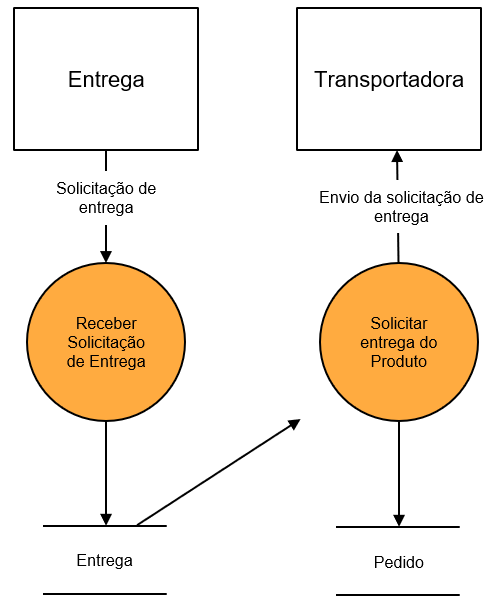 Entrega
Transportadora
Solicitação de
entrega
Envio da solicitação de
entrega
Receber
Solicitação
de Entrega
Solicitar
entrega do
Produto
Entrega
Pedido